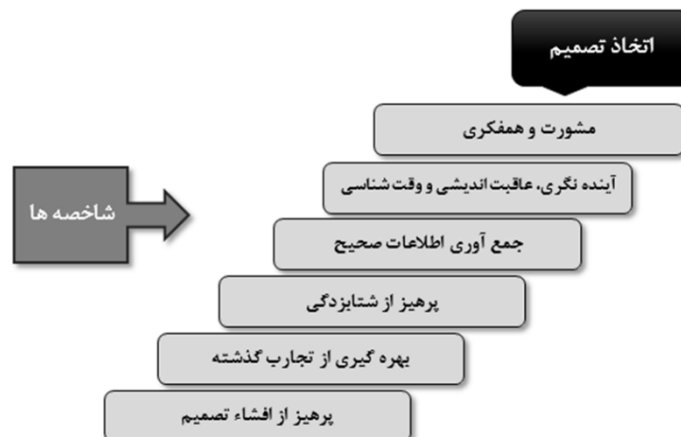 اتخاذ تصمیم
مشورت و همفکری
آینده نگری، عاقبت اندیشی و وقت شناسی
شاخصه ها
جمع آوری اطلاعات صحیح
پرهیز از شتابزدگی
بهره گیری از تجارب گذشته
پرهیز از افشاء تصمیم